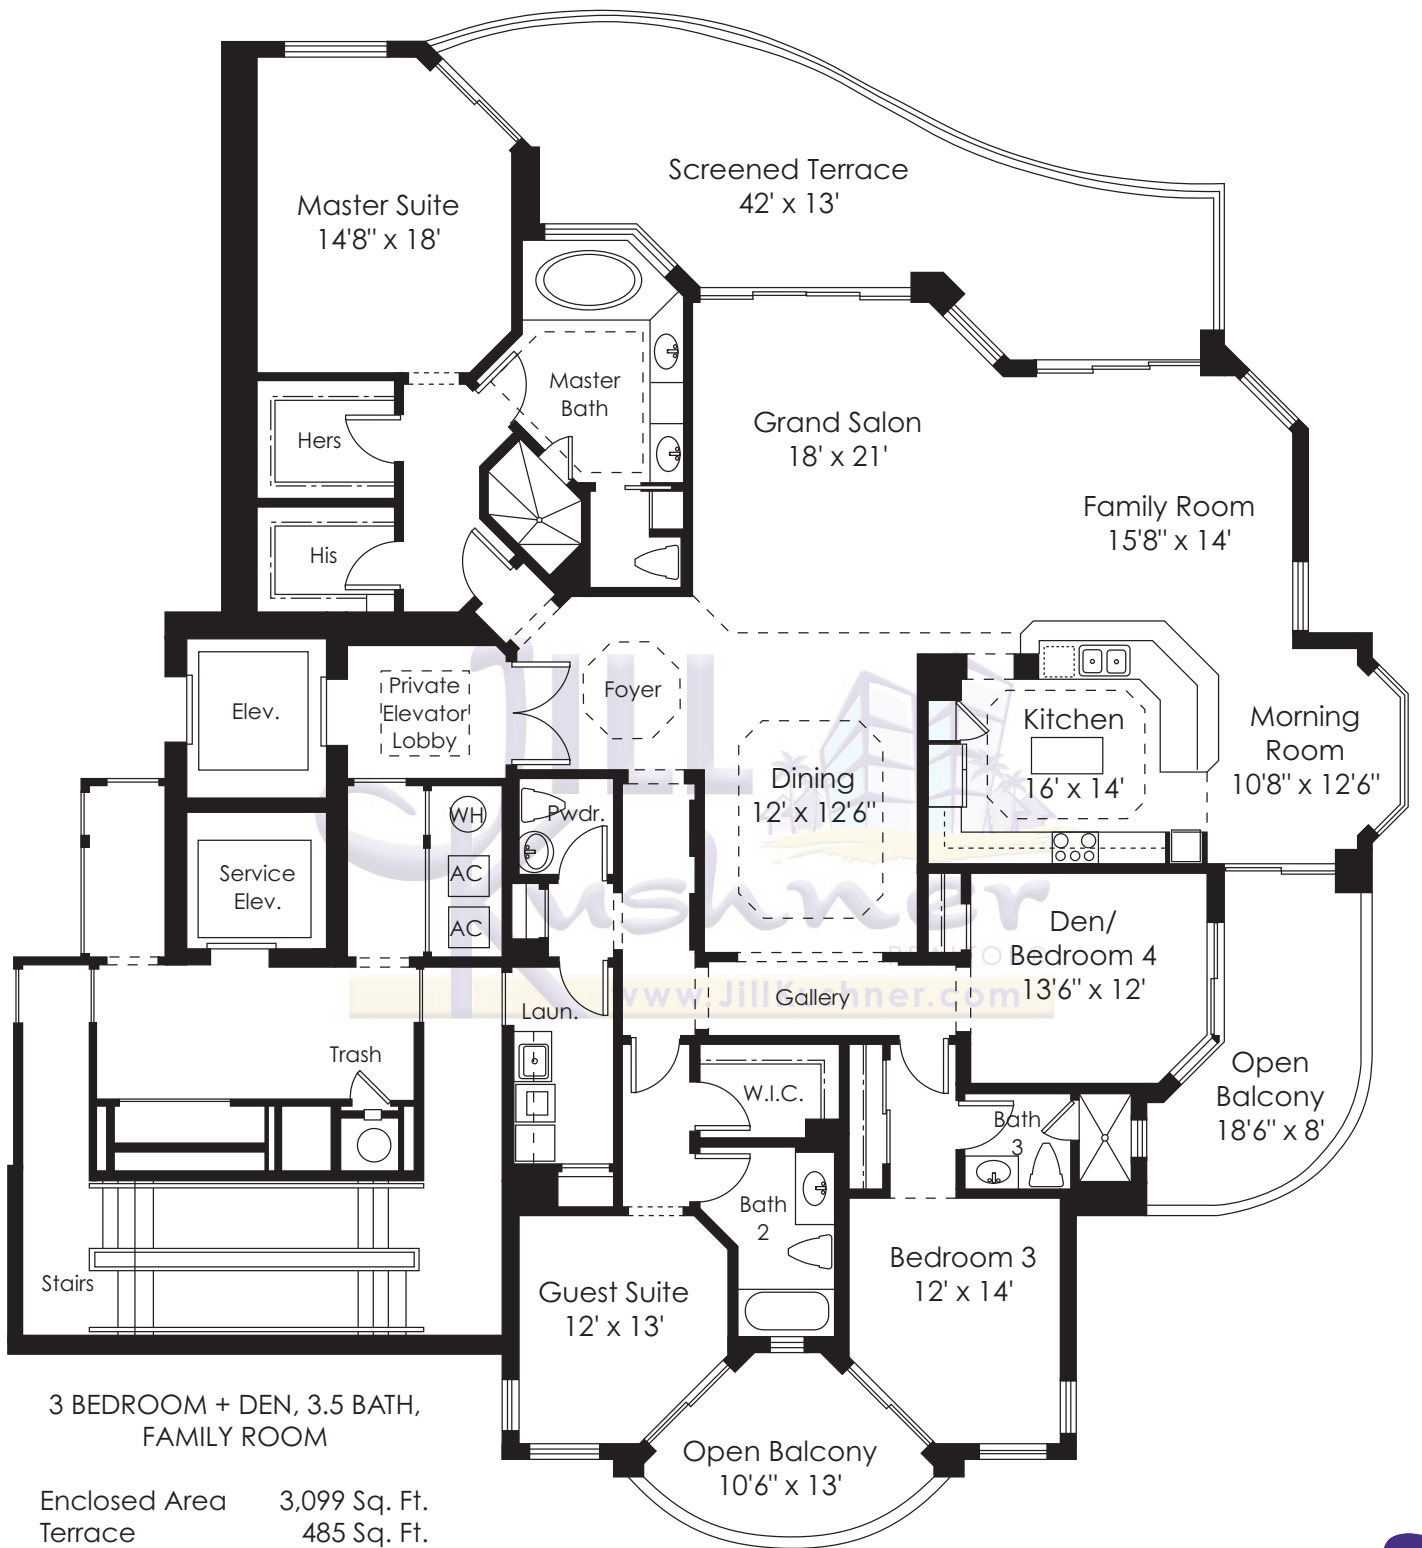 Screened Terrace
42' x 13'
Master Suite
14'8" x 18'
Master
Bath
Grand Salon
18' x 21'
Hers
Family Room
15'8" x 14'
His
Private
Elevator
Lobby
Elev.
Foyer
Kitchen
16' x 14'
Morning
Room
10'8" x 12'6"
Dining
12' x 12'6"
WH
Pwdr.
AC
AC
Service
Elev.
JILL
Kushner
REALTOR
www.JillKushner.com
Den/
Bedroom 4
13'6" x 12'
Gallery
Laun.
Trash
W.I.C.
Open
Balcony
18'6" x 8'
Bath
3
Bath
2
Bedroom 3
12' x 14'
Stairs
Guest Suite
12' x 13'
Open Balcony
10'6" x 13'
3 BEDROOM + DEN, 3.5 BATH,
FAMILY ROOM
Enclosed Area 3,099 Sq. Ft.
Terrace 485 Sq. Ft.